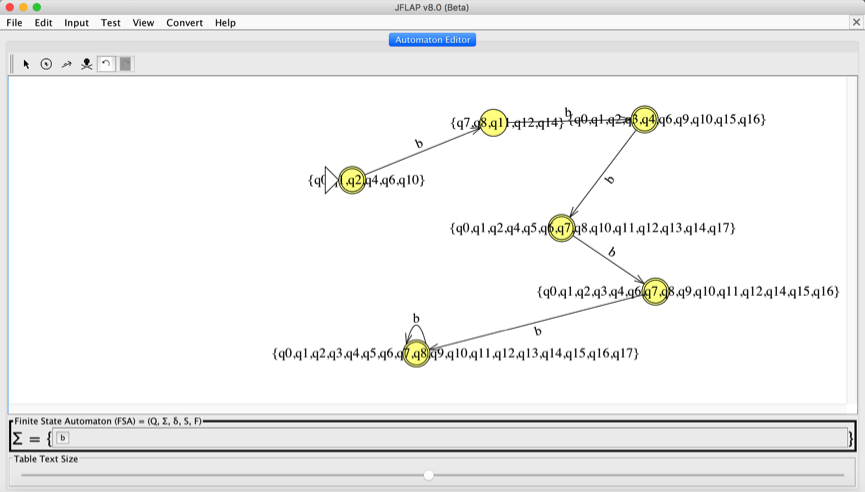 JFLAP v8.0 (Beta)
File Edit Input Test View Convert Help
Automaton Editor
{q7,q8,q11,q12,q14}
b
{q0,q1,q2,q3,q4,q6,q9,q10,q15,q16}
b
{q0,q1,q2,q4,q6,q10}
b
{q0,q1,q2,q4,q5,q6,q7,q8,q10,q11,q12,q13,q14,q17}
b
{q0,q1,q2,q3,q4,q6,q7,q8,q9,q10,q11,q12,q14,q15,q16}
b
b
{q0,q1,q2,q3,q4,q5,q6,q7,q8,q9,q10,q11,q12,q13,q14,q15,q16,q17}
Finite State Automaton (FSA) = (Q, Σ, δ, S, F)
Σ = { b }
Table Text Size